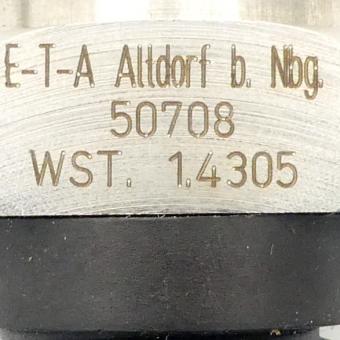 E-T-A Altdorf b. Nbg.
50708
WST. 1.4305